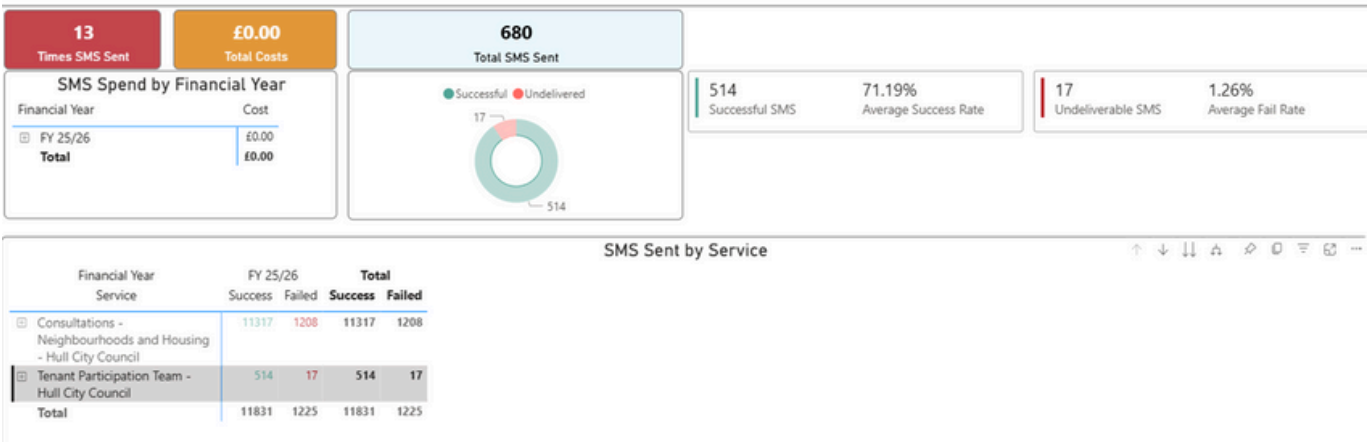 13
Times SMS Sent
£0.00
Total Costs
680
Total SMS Sent
SMS Spend by Financial Year
Financial Year Cost
FY 25/26 £0.00
Total £0.00
Successful Undelivered
17
514
514
Successful SMS
71.19%
Average Success Rate
17
Undeliverable SMS
1.26%
Average Fail Rate
SMS Sent by Service
Financial Year FY 25/26 Total
Service Success Failed Success Failed
Consultations - 11317 1208 11317 1208
Neighbourhoods and Housing
- Hull City Council
Tenant Participation Team - 514 17 514 17
Hull City Council
Total 11831 1225 11831 1225